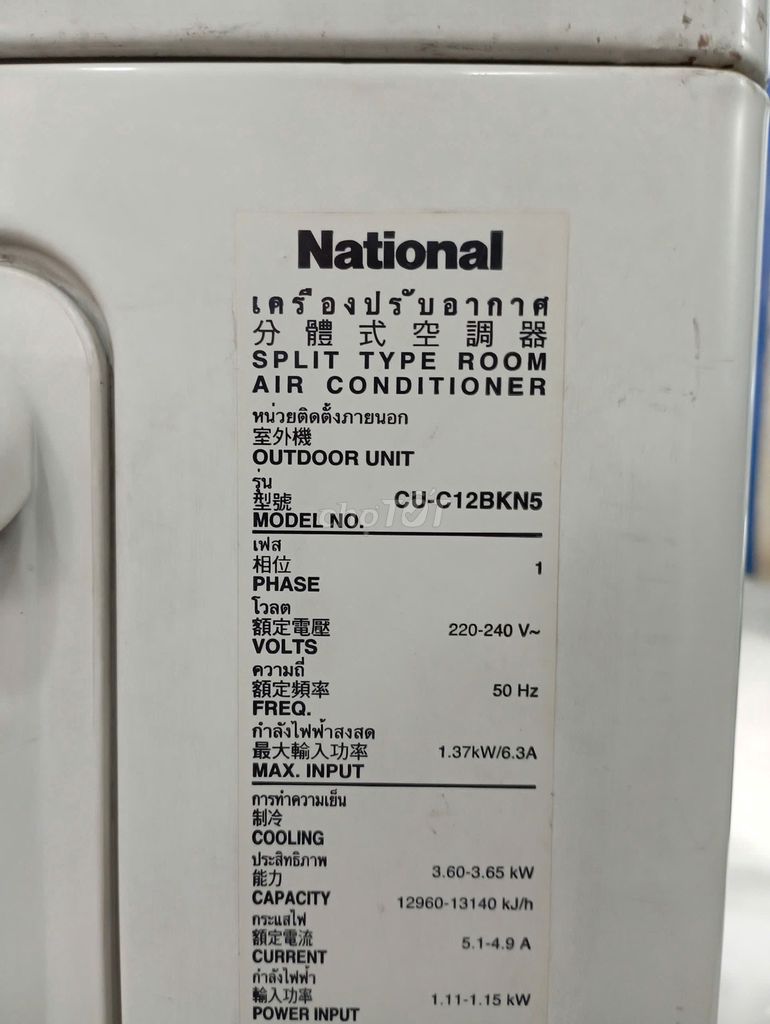 National
เครื่องปรับอากาศ
分體式空調器
SPLIT TYPE ROOM
AIR CONDITIONER
หน่วยติดตั้งภายนอก
室外機
OUTDOOR UNIT
รุ่น
型號
CU-C12BKN5
MODEL NO.
chợTỐT
เฟส
相位
1
PHASE
โวลต
額定電壓
220-240 V~
VOLTS
ความถี่
額定頻率
50 Hz
FREQ.
กำลังไฟฟ้าสูงสุด
最大輸入功率
1.37kW/6.3A
MAX. INPUT
การทำความเย็น
制冷
COOLING
ประสิทธิภาพ
能力
3.60-3.65 kW
CAPACITY
12960-13140 kJ/h
กระแสไฟ
額定電流
5.1-4.9 A
CURRENT
กำลังไฟฟ้า
輸入功率
1.11-1.15 kW
POWER INPUT